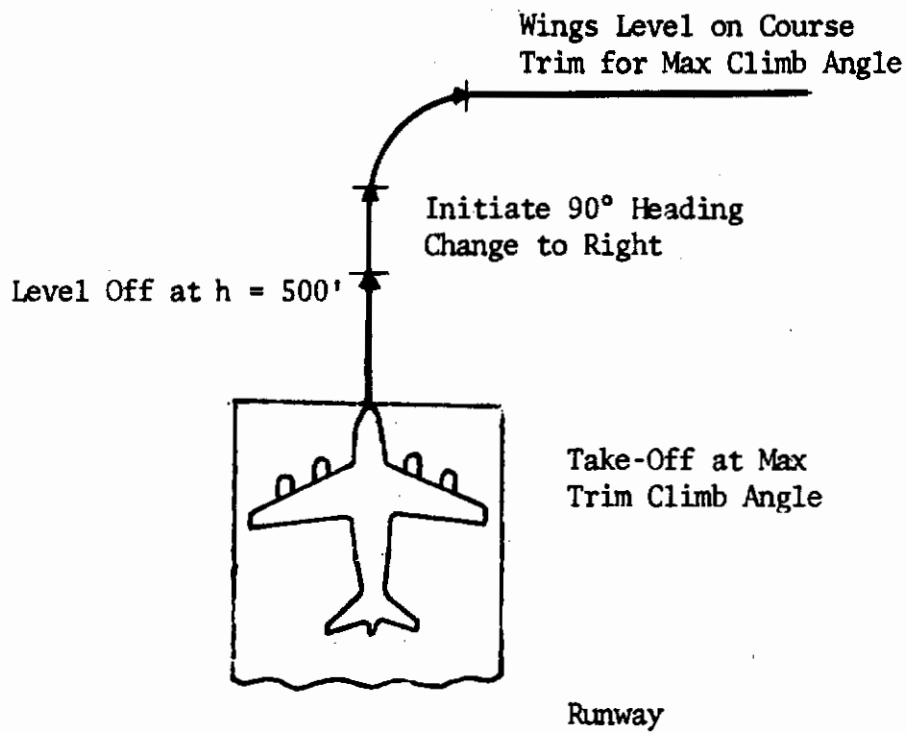 Wings Level on Course
Trim for Max Climb Angle
Initiate 90° Heading
Change to Right
Level Off at h = 500'
Take-Off at Max
Trim Climb Angle
Runway